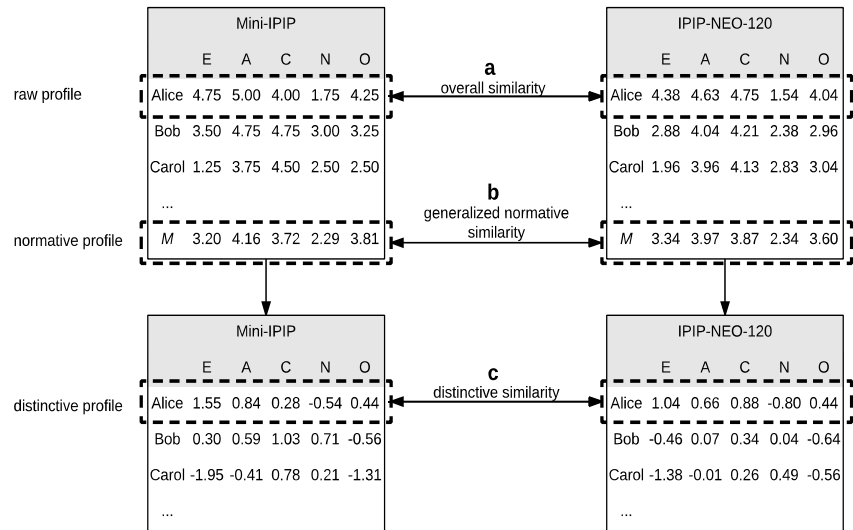 Mini-IPIP
E A C N O
raw profile
Alice 4.75 5.00 4.00 1.75 4.25
Bob 3.50 4.75 4.75 3.00 3.25
Carol 1.25 3.75 4.50 2.50 2.50
...
normative profile
M 3.20 4.16 3.72 2.29 3.81
a
overall similarity
b
generalized normative
similarity
IPIP-NEO-120
E A C N O
Alice 4.38 4.63 4.75 1.54 4.04
Bob 2.88 4.04 4.21 2.38 2.96
Carol 1.96 3.96 4.13 2.83 3.04
...
M 3.34 3.97 3.87 2.34 3.60
Mini-IPIP
E A C N O
distinctive profile
Alice 1.55 0.84 0.28 -0.54 0.44
Bob 0.30 0.59 1.03 0.71 -0.56
Carol -1.95 -0.41 0.78 0.21 -1.31
...
c
distinctive similarity
IPIP-NEO-120
E A C N O
Alice 1.04 0.66 0.88 -0.80 0.44
Bob -0.46 0.07 0.34 0.04 -0.64
Carol -1.38 -0.01 0.26 0.49 -0.56
...